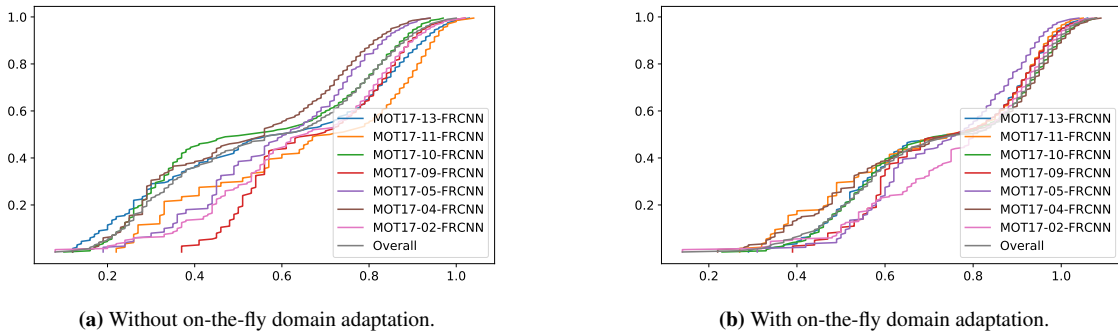 1.0
0.8
0.6
0.4
0.2
0.2 0.4 0.6 0.8 1.0
MOT17-13-FRCNN
MOT17-11-FRCNN
MOT17-10-FRCNN
MOT17-09-FRCNN
MOT17-05-FRCNN
MOT17-04-FRCNN
MOT17-02-FRCNN
Overall
(a) Without on-the-fly domain adaptation.
1.0
0.8
0.6
0.4
0.2
0.2 0.4 0.6 0.8 1.0
MOT17-13-FRCNN
MOT17-11-FRCNN
MOT17-10-FRCNN
MOT17-09-FRCNN
MOT17-05-FRCNN
MOT17-04-FRCNN
MOT17-02-FRCNN
Overall
(b) With on-the-fly domain adaptation.